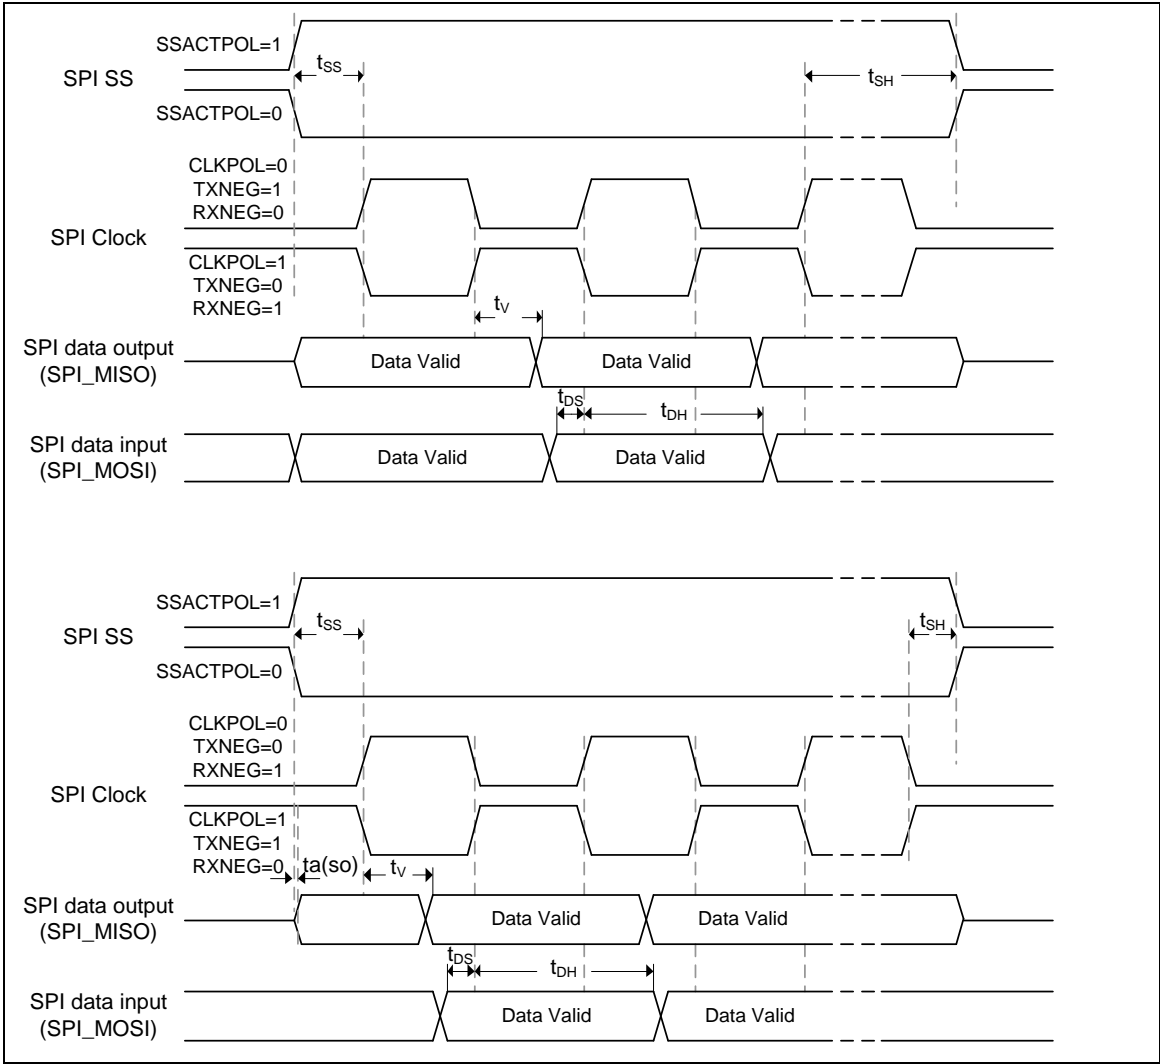 SSACTPOL=1
SPI SS
tSS
tSH
SSACTPOL=0
CLKPOL=0
TXNEG=1
RXNEG=0
SPI Clock
CLKPOL=1
TXNEG=0
RXNEG=1
tV
SPI data output
(SPI_MISO)
Data Valid
Data Valid
tDS
tDH
SPI data input
(SPI_MOSI)
Data Valid
Data Valid
SSACTPOL=1
SPI SS
tSS
tSH
SSACTPOL=0
CLKPOL=0
TXNEG=0
RXNEG=1
SPI Clock
CLKPOL=1
TXNEG=1
RXNEG=0
ta(so)
tV
SPI data output
(SPI_MISO)
Data Valid
Data Valid
tDS
tDH
SPI data input
(SPI_MOSI)
Data Valid
Data Valid